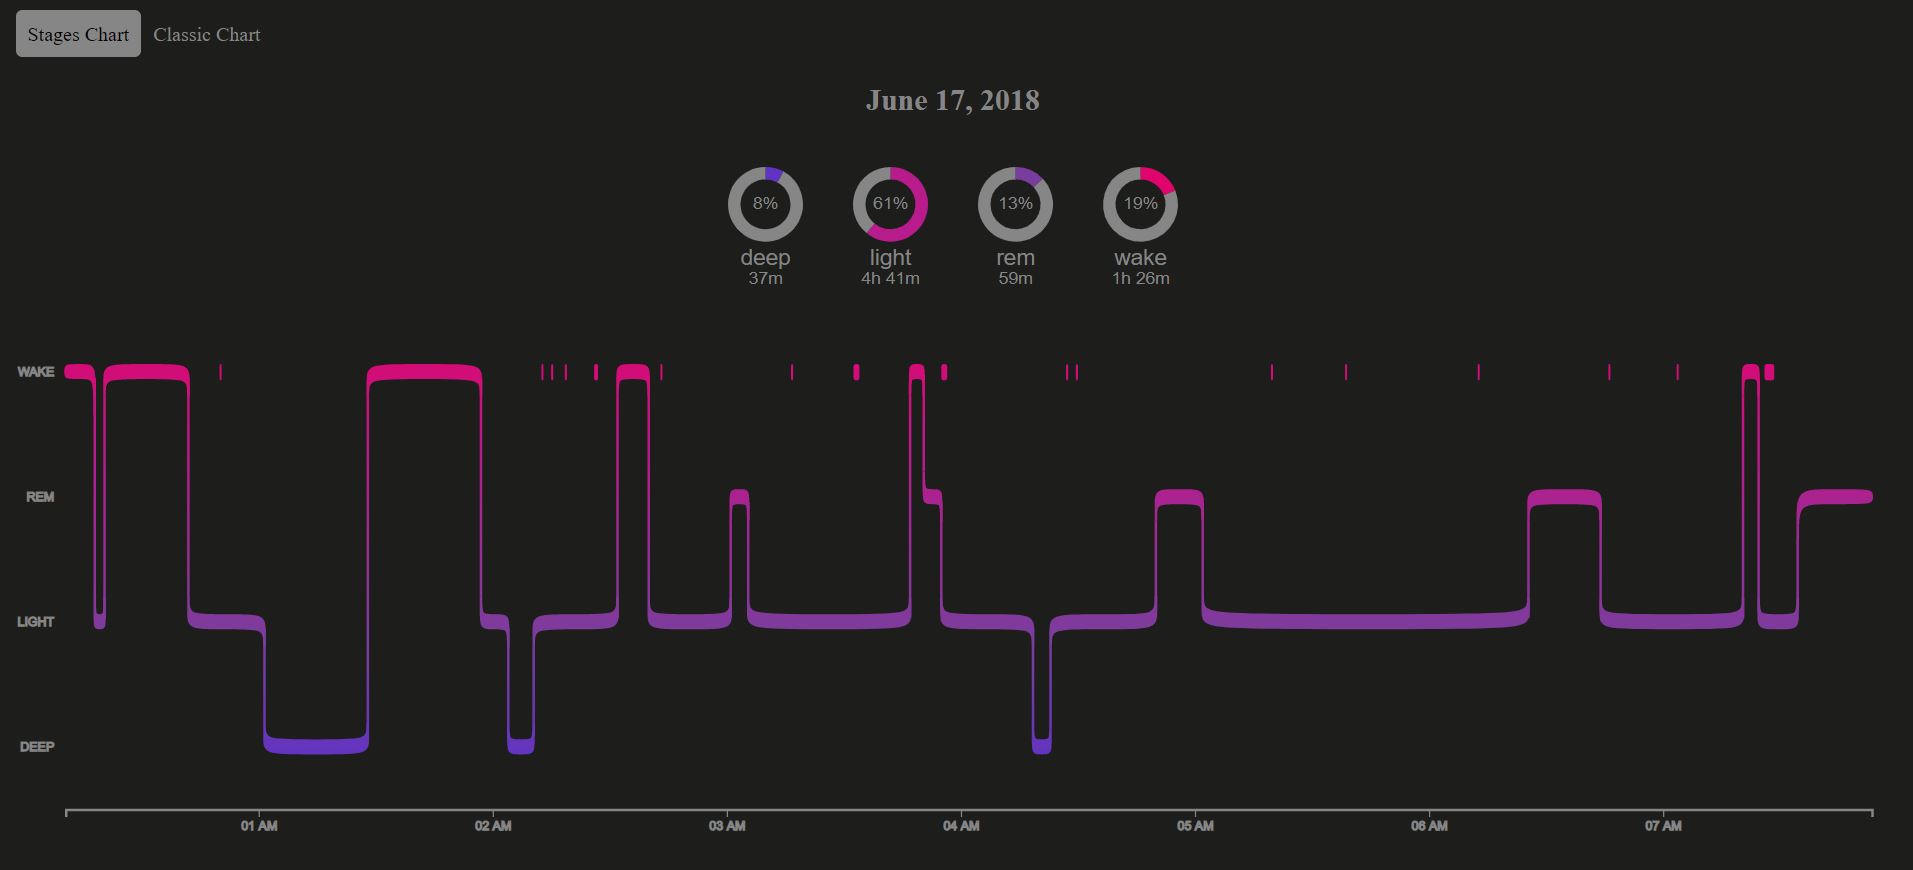 Stages Chart Classic Chart
June 17, 2018
8% 61% 13% 19%
deep light rem wake
37m 4h 41m 59m 1h 26m
WAKE
REM
LIGHT
DEEP
01 AM 02 AM 03 AM 04 AM 05 AM 06 AM 07 AM